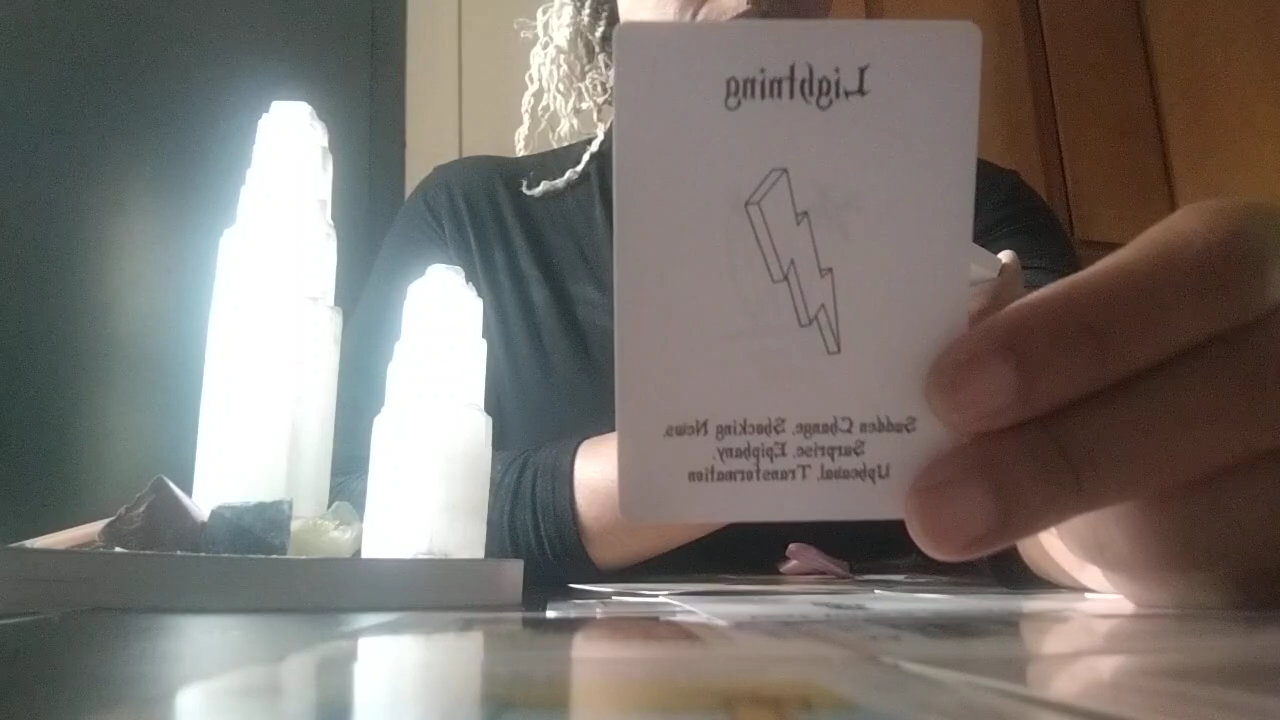 Lightning
Sudden Change, Shocking News,
Surprise, Epiphany,
Upheaval, Transformation